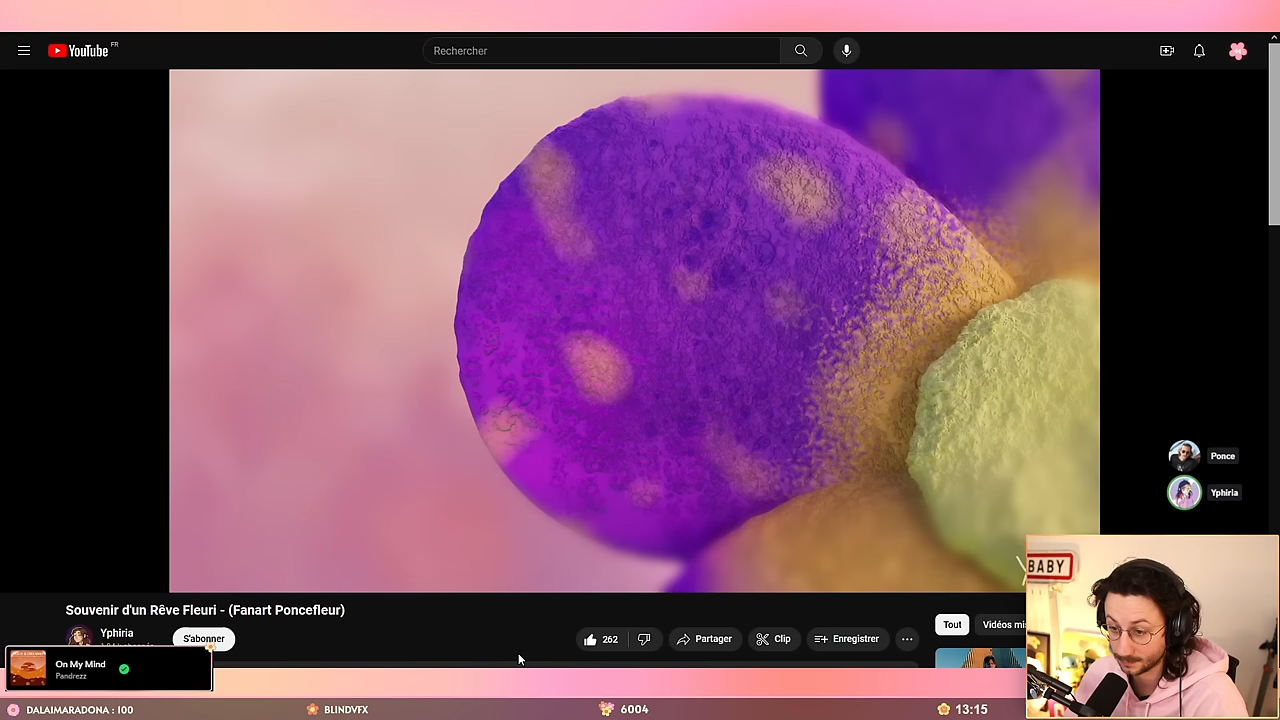 YouTube FR
Rechercher
Ponce
Yphiria
BABY
Souvenir d'un Rêve Fleuri - (Fanart Poncefleur)
Yphiria
S'abonner
262
Partager
Clip
Enregistrer
Tout
Vidéos mi
On My Mind
Pandrezz
DALAIMARADONA : 100
BLINDVFX
6004
13:15